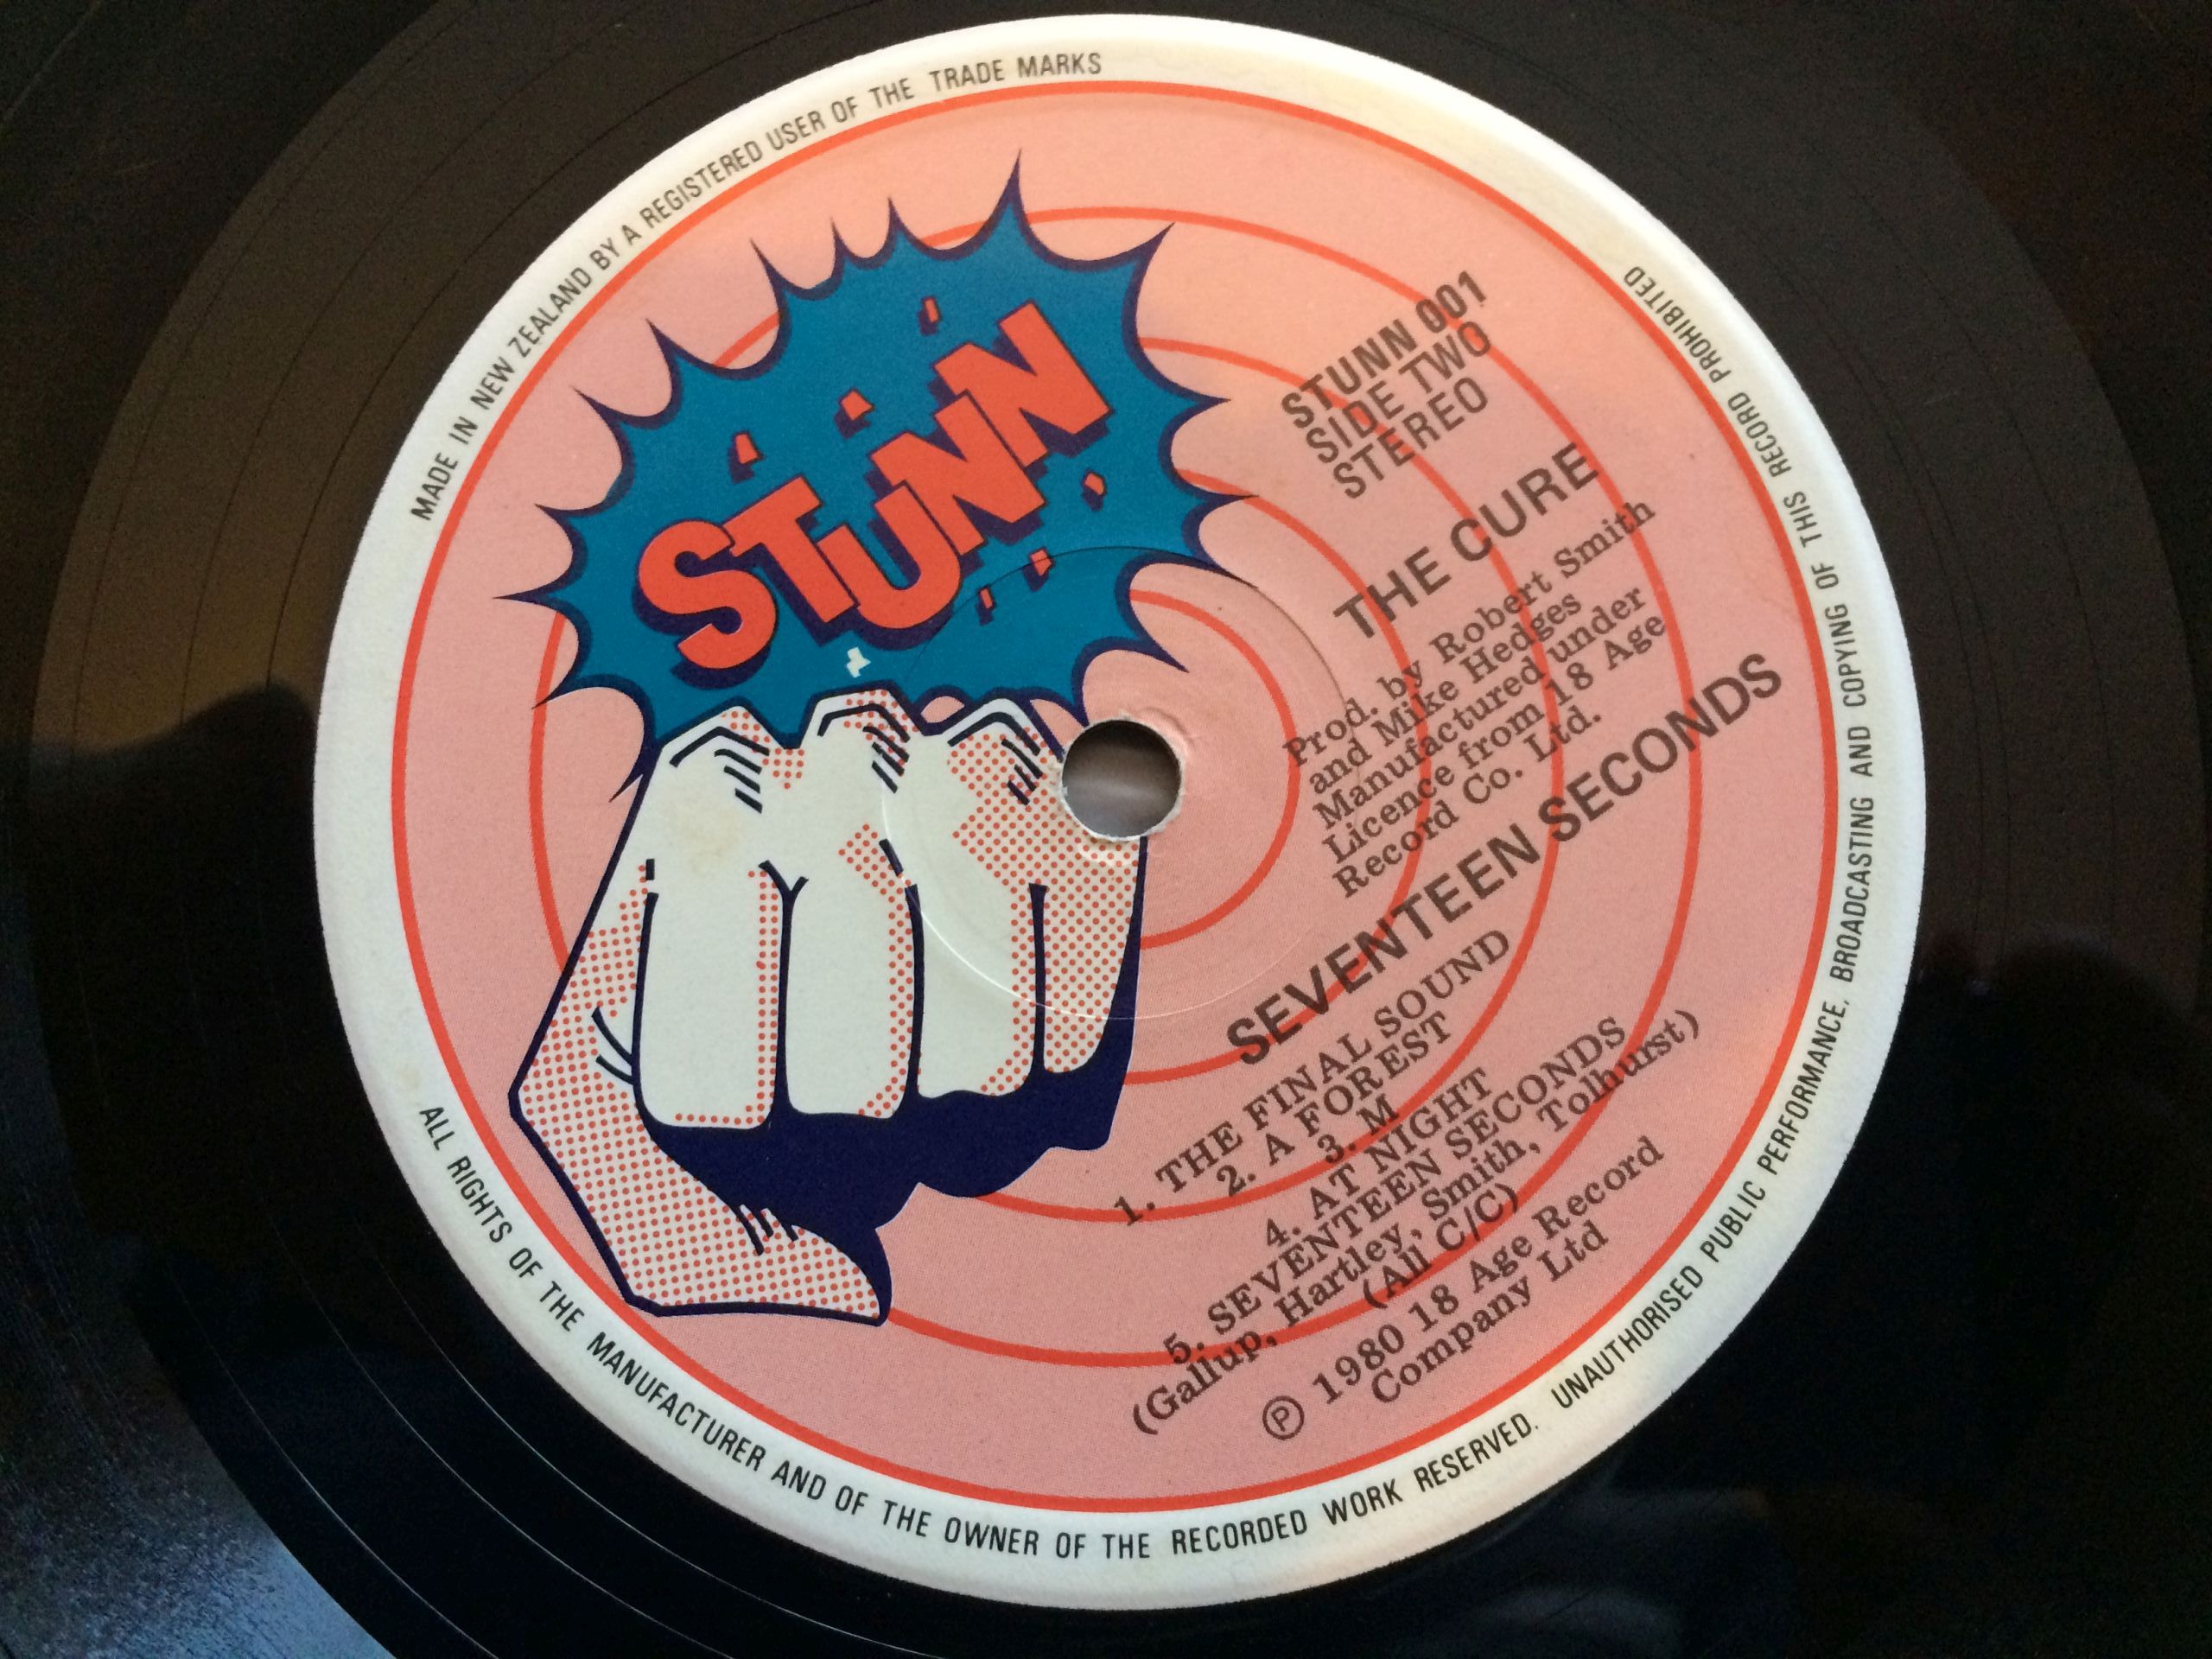 MADE IN NEW ZEALAND BY A REGISTERED USER OF THE TRADE MARKS
STUNN
STUNN 001
SIDE TWO
STEREO
THE CURE
Prod. by Robert Smith
and Mike Hedges
Manufactured under
Licence from 18 Age
Record Co. Ltd.
SEVENTEEN SECONDS
1. THE FINAL SOUND
2. A FOREST
3. M
4. AT NIGHT
5. SEVENTEEN SECONDS
(Gallup, Hartley, Smith, Tolhurst)
(All C/C)
℗ 1980 18 Age Record
Company Ltd
ALL RIGHTS OF THE MANUFACTURER AND OF THE OWNER OF THE RECORDED WORK RESERVED. UNAUTHORISED PUBLIC PERFORMANCE, BROADCASTING AND COPYING OF THIS RECORD PROHIBITED